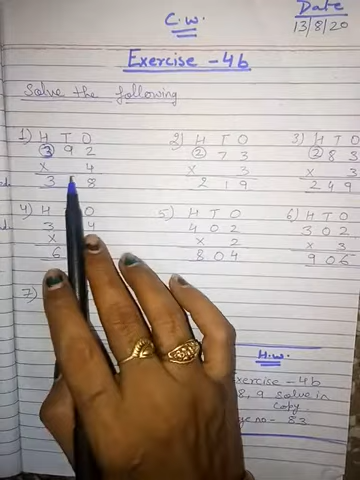 C.W.
Date
13/8/20
Exercise - 4b
Solve the following
1) H T O
③ 9 2
x 4
3 8
2) H T O
② 7 3
x 3
2 1 9
3) H T O
② 8 3
x 3
2 4 9
4) H O
3 4
x
6
5) H T O
4 0 2
x 2
8 0 4
6) H T O
3 0 2
x 3
9 0 6
7)
H.W.
Exercise - 4b
8, 9 Solve in
copy
no - 83